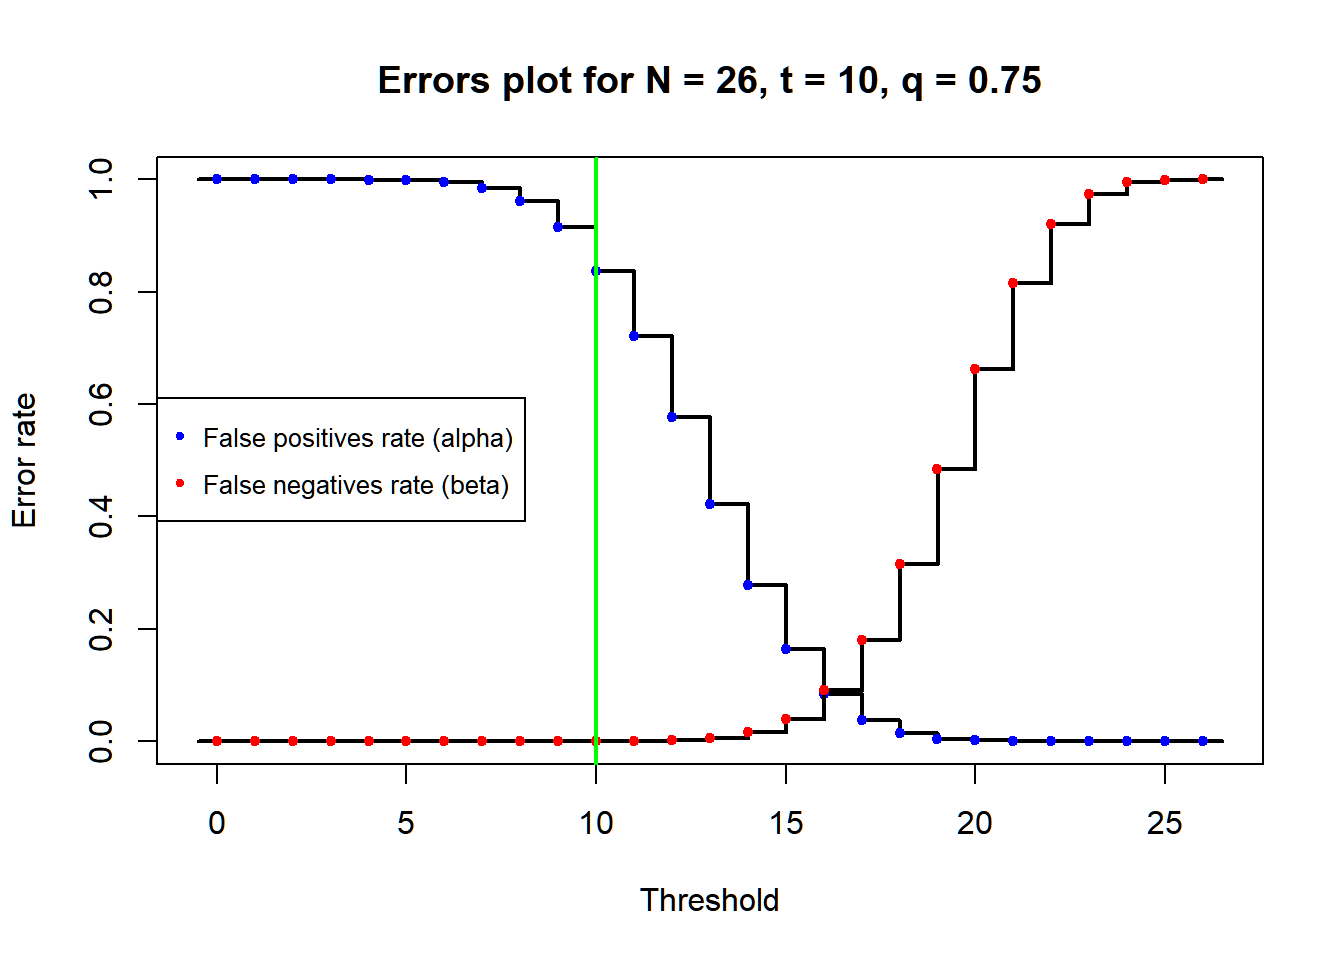 Errors plot for N = 26, t = 10, q = 0.75
Error rate
1.0
0.8
0.6
0.4
0.2
0.0
False positives rate (alpha)
False negatives rate (beta)
0 5 10 15 20 25
Threshold